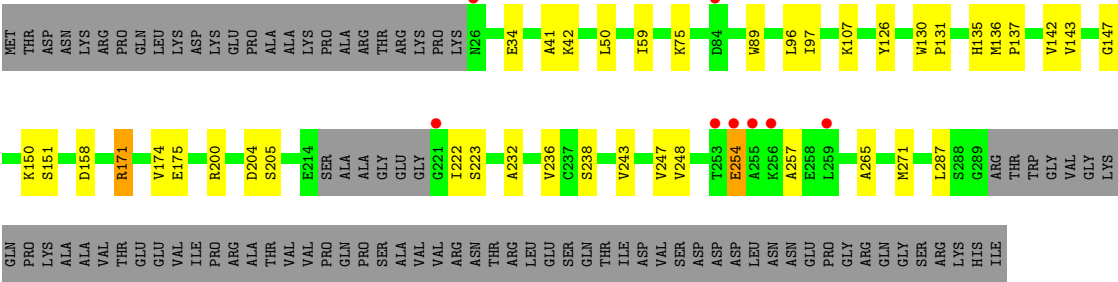 MET THR ASP ASN LYS ARG PRO GLN LEU LYS ASP LYS GLU PRO ALA ALA LYS PRO ALA ARG THR ARG LYS PRO LYS N26 E34 A41 K42 L50 I59 K75 D84 W89 L96 I97 K107 Y126 W130 P131 H135 M136 P137 V142 V143 G147
K150 S151 D158 R171 V174 E175 R200 D204 S205 E214 SER ALA ALA GLY GLU GLY G221 I222 S223 A232 V236 C237 S238 V243 V247 V248 T253 E254 A255 K256 A257 E258 L259 A265 M271 L287 S288 G289 ARG THR TRP GLY VAL GLY LYS
GLN PRO LYS ALA ALA VAL THR GLU GLU VAL ILE PRO ARG ALA THR VAL VAL PRO GLN PRO SER ALA VAL VAL ARG ASN THR ARG LEU GLU SER GLN THR ILE ASP VAL SER ASP ASP ASP LEU ASN ASN GLU PRO GLY ARG GLN GLY SER ARG LYS HIS ILE